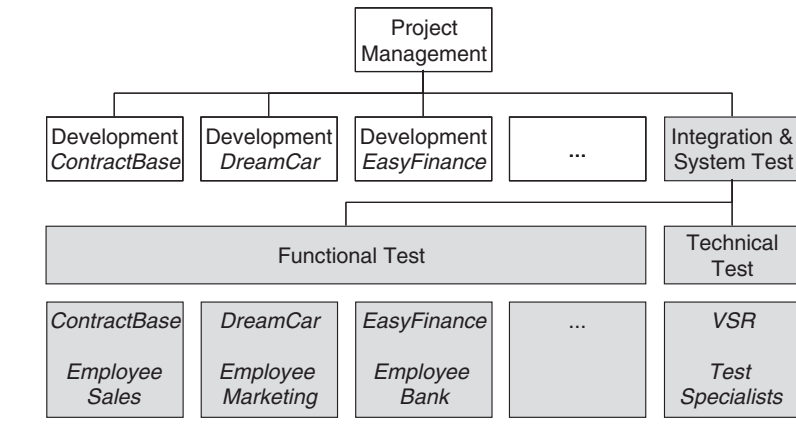 Project
Management
Development
ContractBase
Development
DreamCar
Development
EasyFinance
...
Integration &
System Test
Functional Test
Technical
Test
ContractBase
Employee
Sales
DreamCar
Employee
Marketing
EasyFinance
Employee
Bank
...
VSR
Test
Specialists